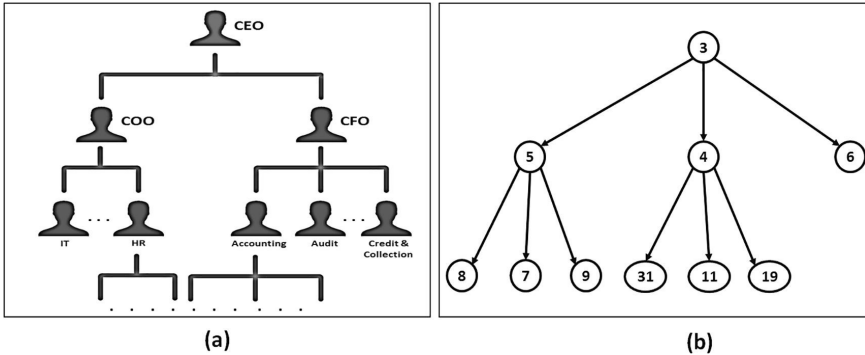 CEO
COO
CFO
IT
...
HR
Accounting
Audit
...
Credit &
Collection
. . . . . . . . . .
(a)
3
5
4
6
8
7
9
31
11
19
(b)